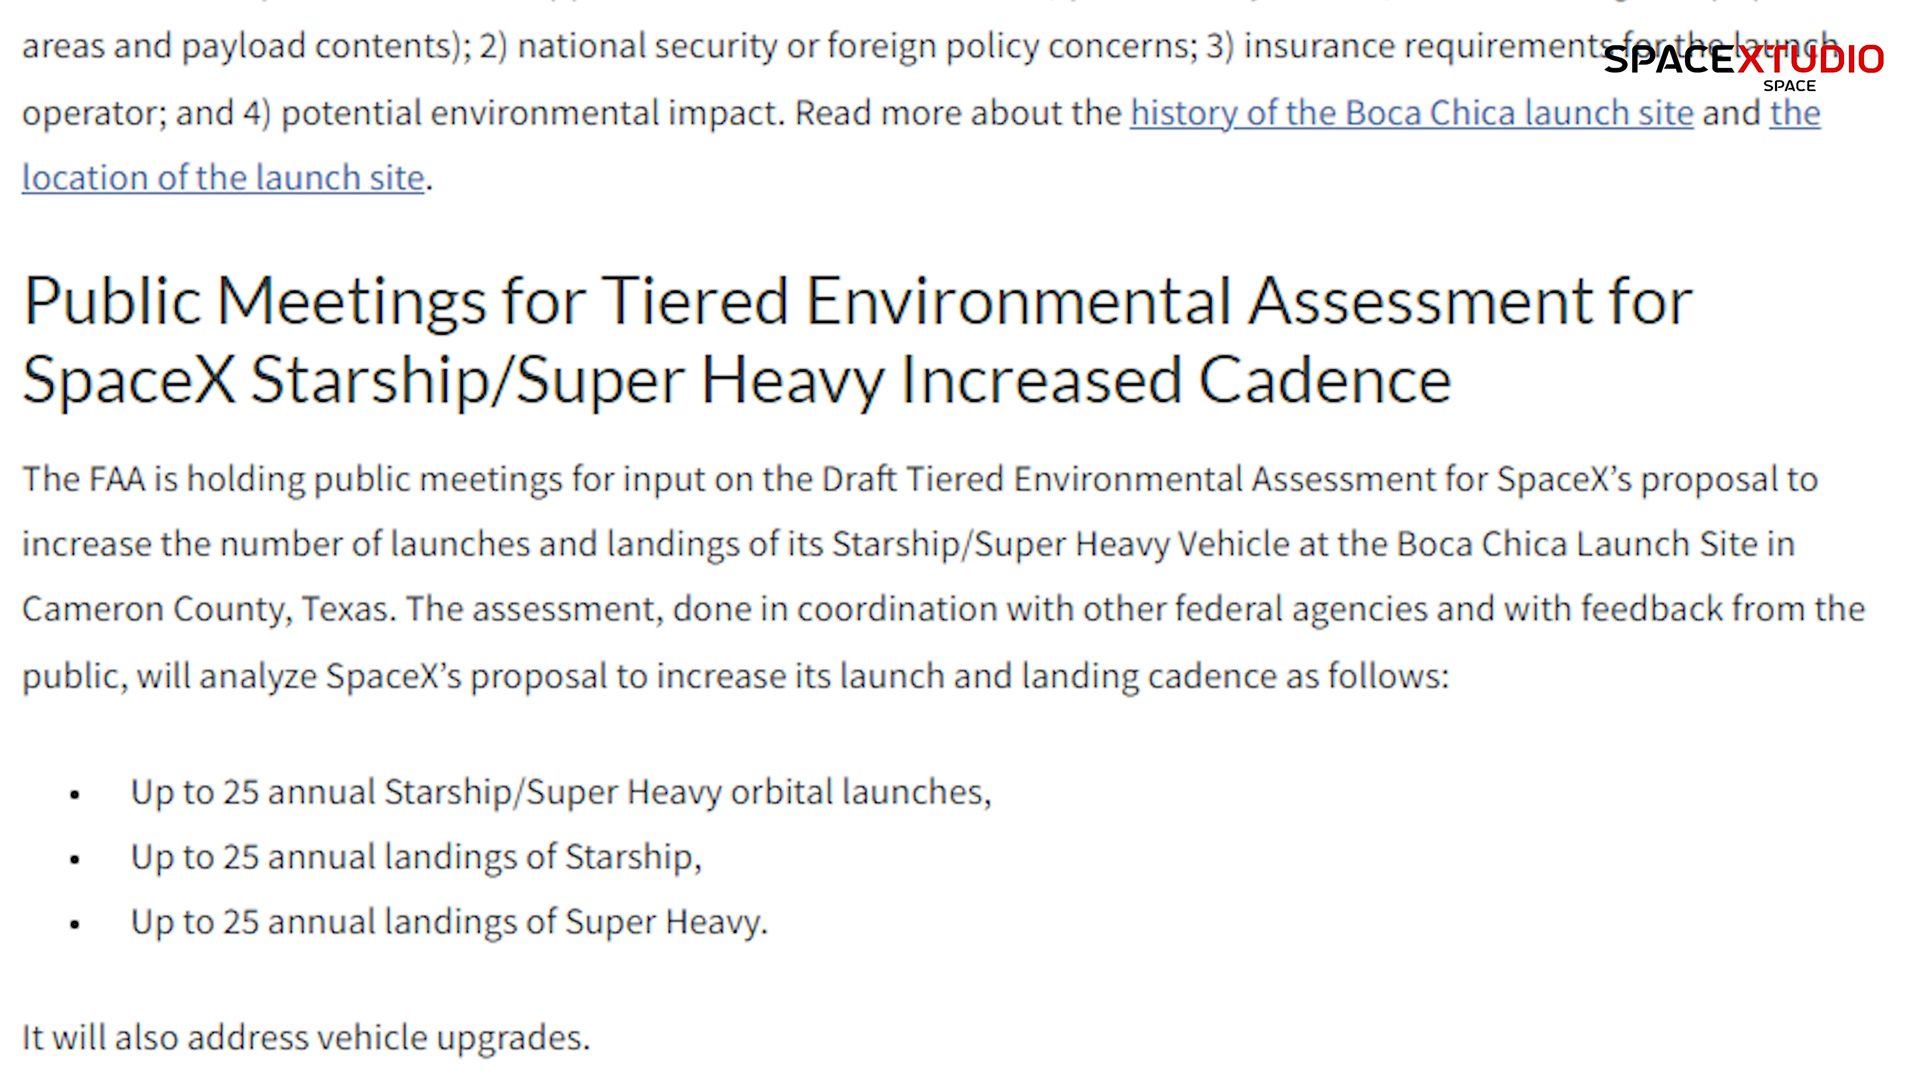 areas and payload contents); 2) national security or foreign policy concerns; 3) insurance requirements for the launch
SPACEXTUDIO
SPACE
operator; and 4) potential environmental impact. Read more about the history of the Boca Chica launch site and the
location of the launch site.
Public Meetings for Tiered Environmental Assessment for
SpaceX Starship/Super Heavy Increased Cadence
The FAA is holding public meetings for input on the Draft Tiered Environmental Assessment for SpaceX’s proposal to
increase the number of launches and landings of its Starship/Super Heavy Vehicle at the Boca Chica Launch Site in
Cameron County, Texas. The assessment, done in coordination with other federal agencies and with feedback from the
public, will analyze SpaceX’s proposal to increase its launch and landing cadence as follows:
• Up to 25 annual Starship/Super Heavy orbital launches,
• Up to 25 annual landings of Starship,
• Up to 25 annual landings of Super Heavy.
It will also address vehicle upgrades.